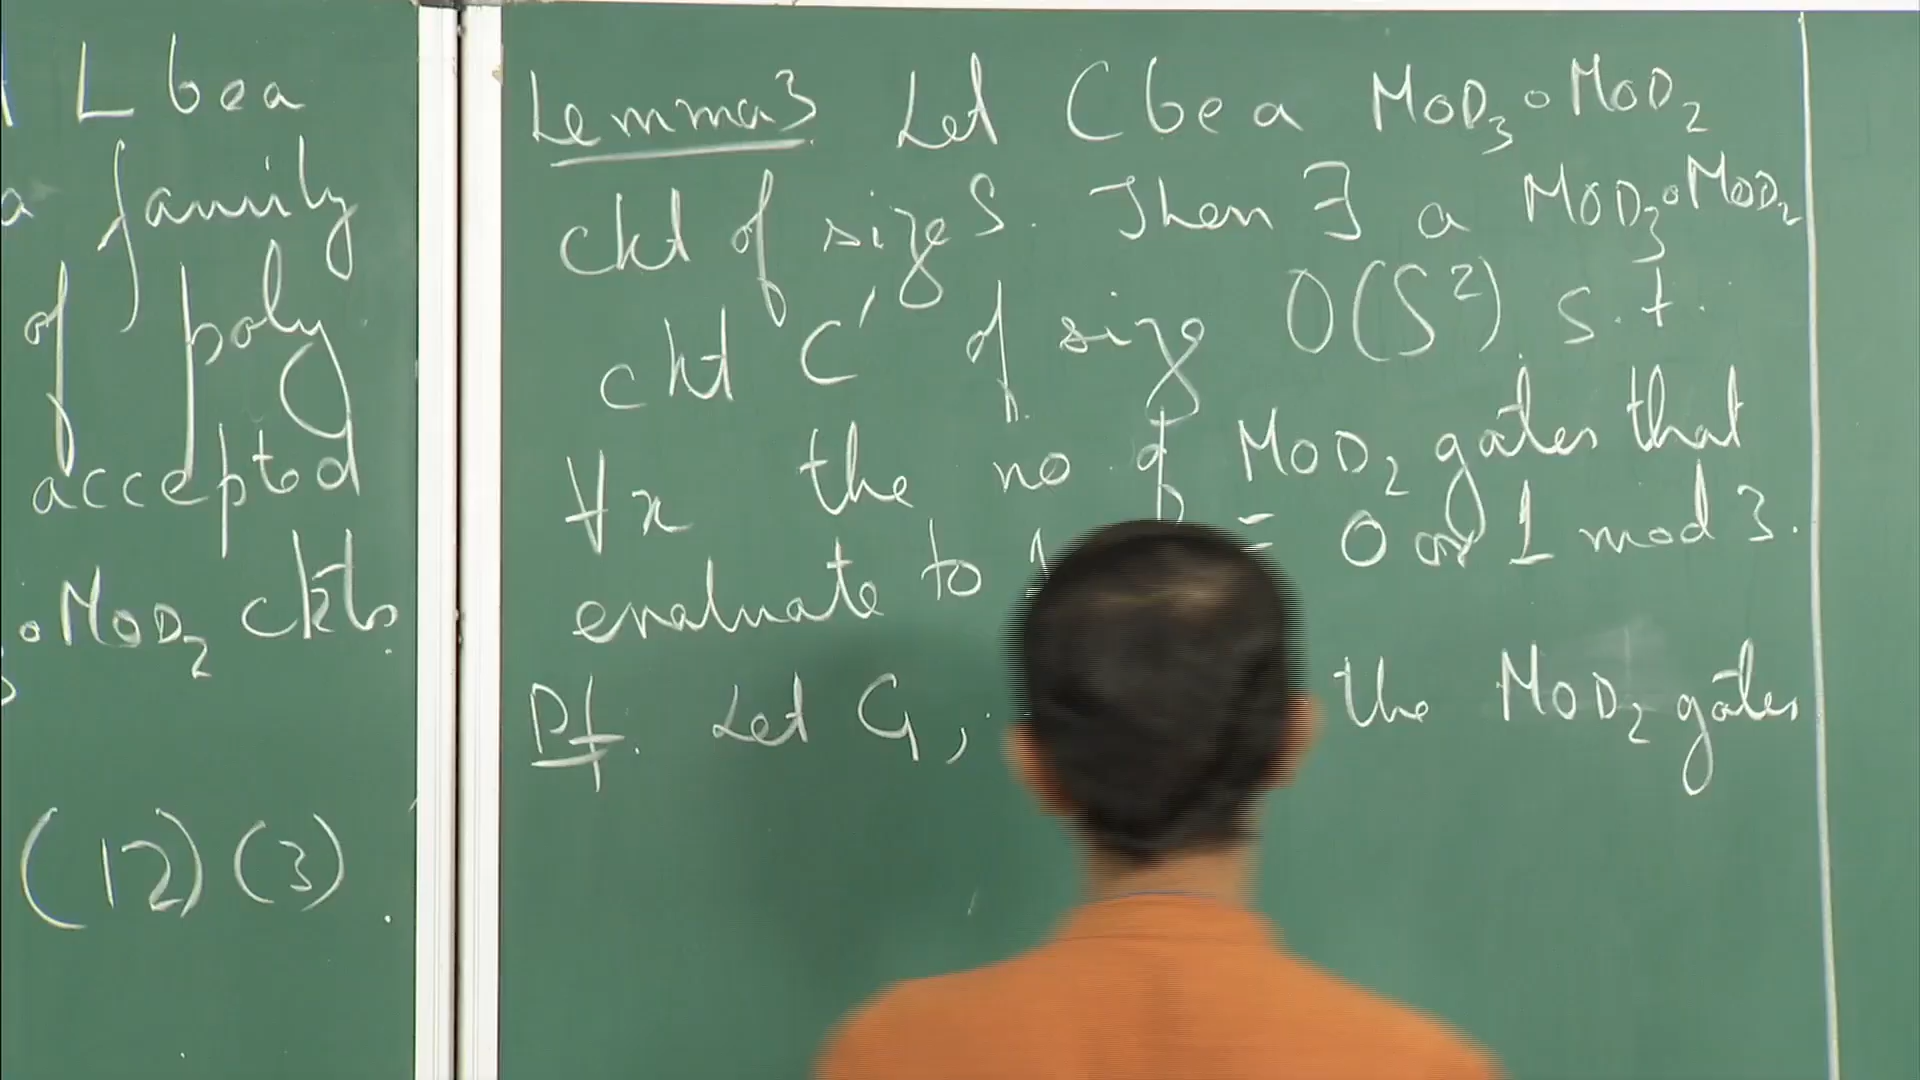 L be a
a family
of poly
accepted
∘MOD₂ ckts.
(12)(3).
Lemma 3 Let C be a MOD₃∘MOD₂
ckt of size S. Then ∃ a MOD₃∘MOD₂
ckt C′ of size O(S²) s.t.
∀x the no. of MOD₂ gates that
evaluate to 1 ≡ 0 or 1 mod 3.
Pf. Let G₁, the MOD₂ gates